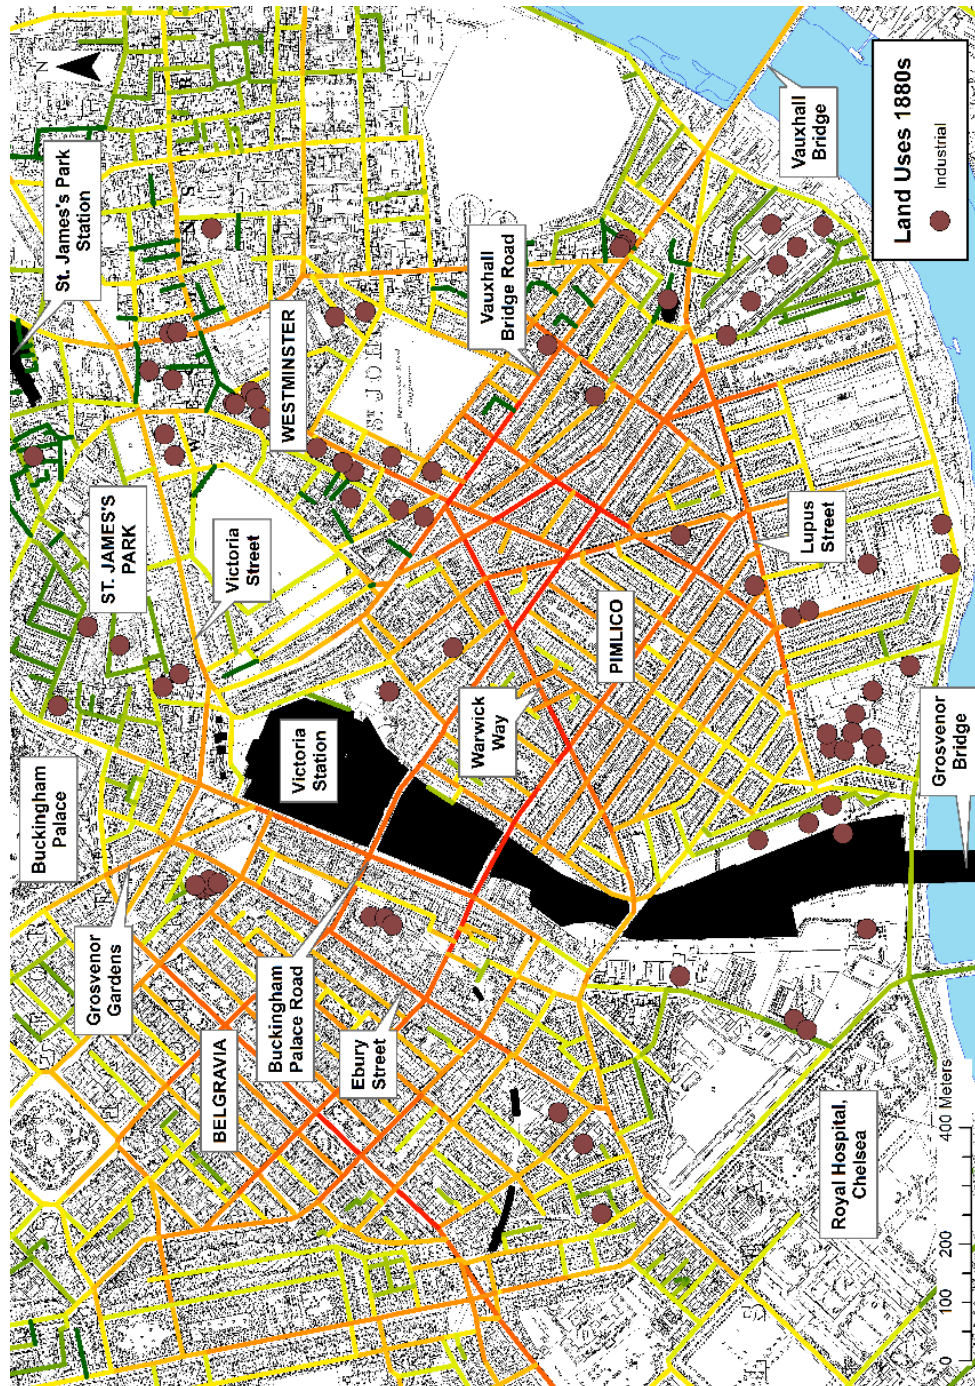 N
Buckingham
Palace
St. James's Park
Station
Grosvenor
Gardens
ST. JAMES'S
PARK
BELGRAVIA
Victoria
Street
Buckingham
Palace Road
Victoria
Station
WESTMINSTER
Ebury
Street
Warwick
Way
Vauxhall
Bridge Road
PIMLICO
Lupus
Street
Vauxhall
Bridge
Royal Hospital,
Chelsea
Land Uses 1880s
Industrial
Grosvenor
Bridge
0 100 200 400 Meters